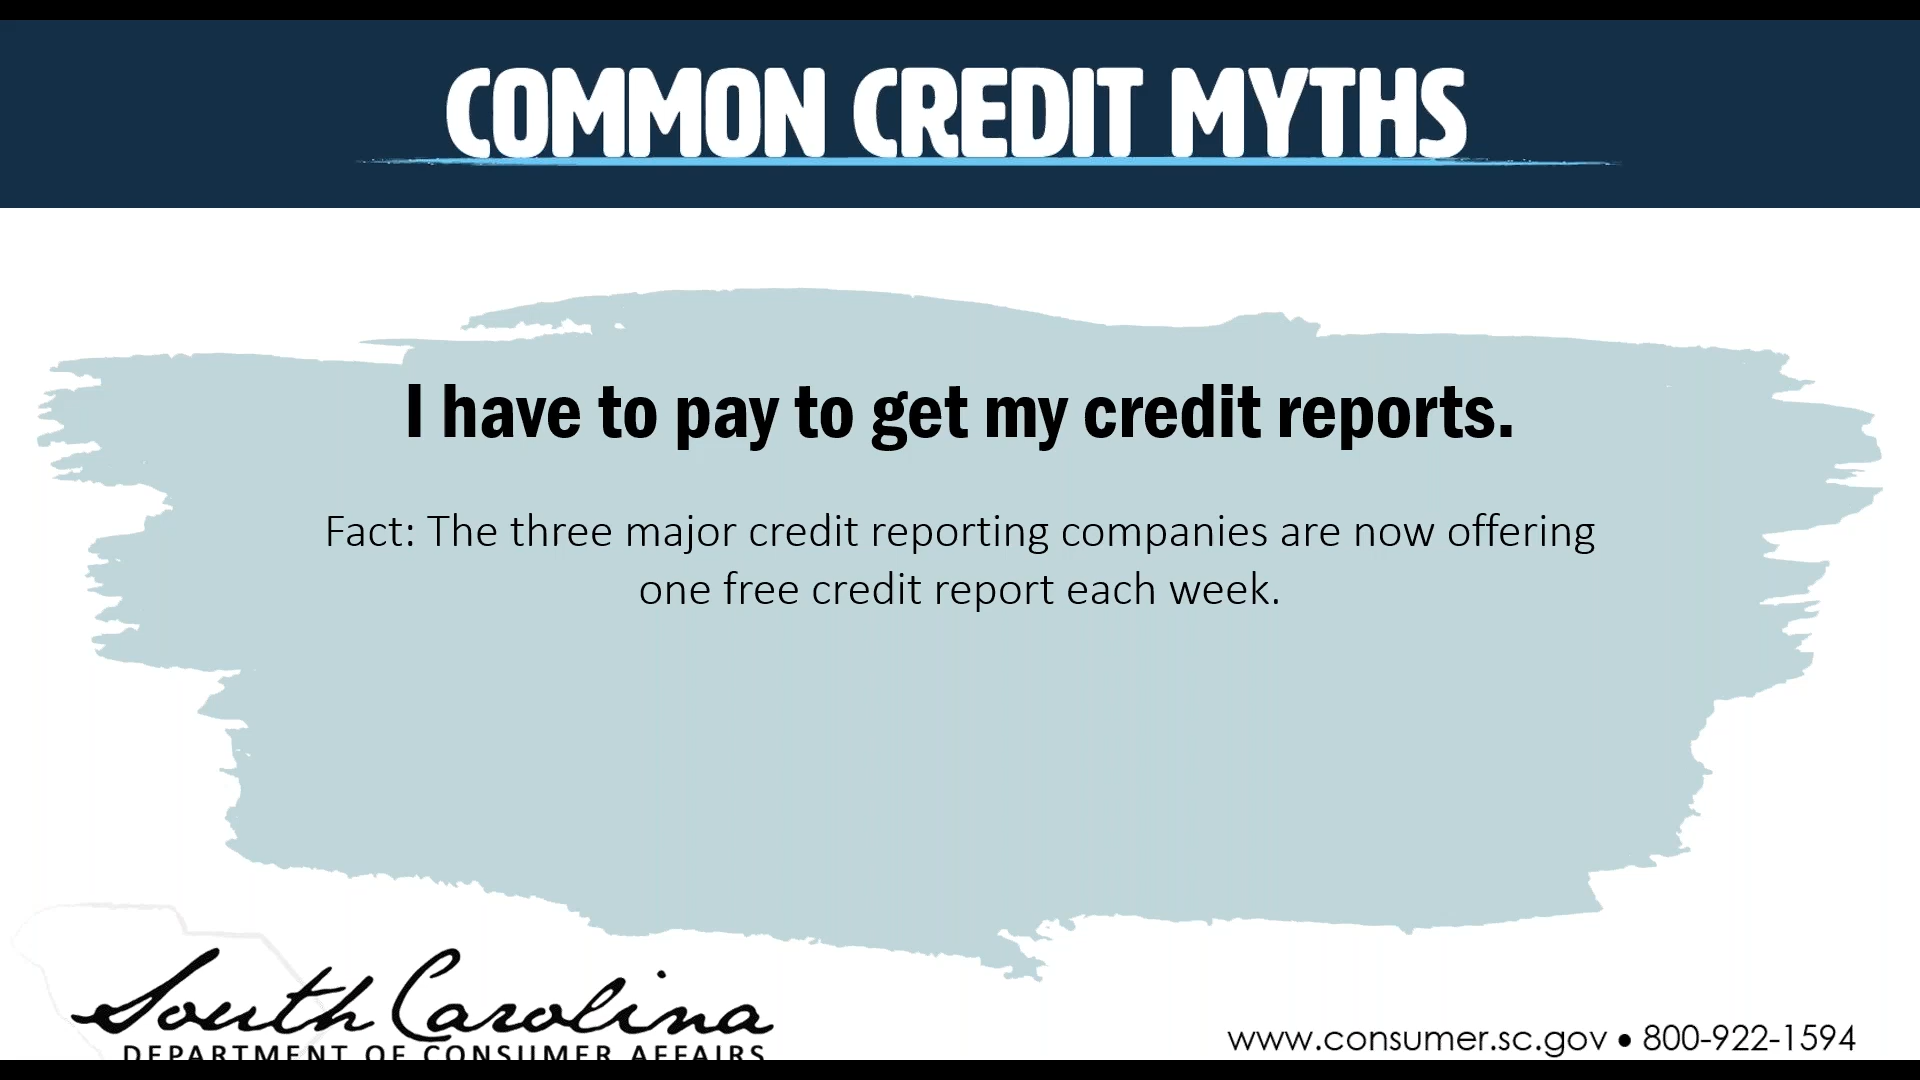 COMMON CREDIT MYTHS
I have to pay to get my credit reports.
Fact: The three major credit reporting companies are now offering
one free credit report each week.
South Carolina
DEPARTMENT OF CONSUMER AFFAIRS
www.consumer.sc.gov • 800-922-1594